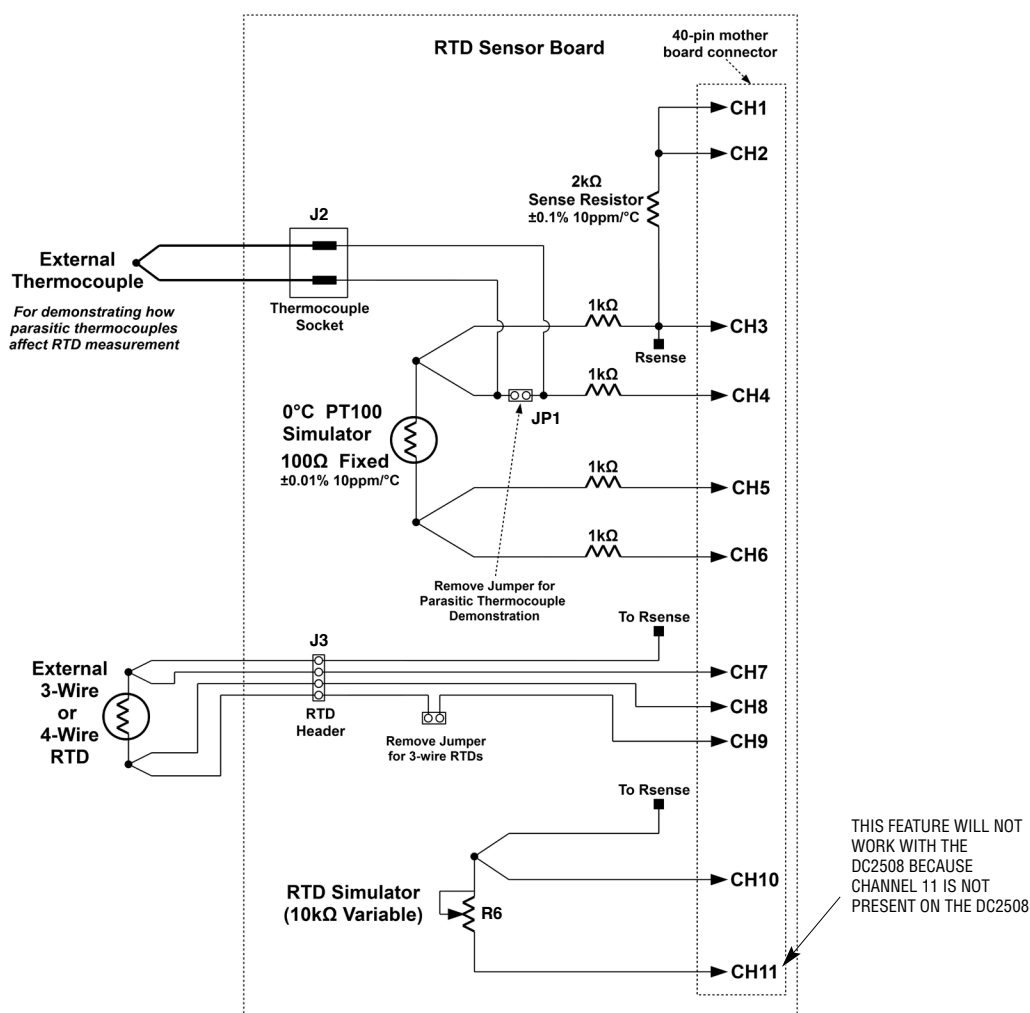 RTD Sensor Board
40-pin mother
board connector
CH1
CH2
2kΩ
Sense Resistor
±0.1% 10ppm/°C
J2
External
Thermocouple
For demonstrating how
parasitic thermocouples
affect RTD measurement
Thermocouple
Socket
1kΩ
CH3
Rsense
1kΩ
CH4
JP1
0°C PT100
Simulator
100Ω Fixed
±0.01% 10ppm/°C
1kΩ
CH5
1kΩ
CH6
Remove Jumper for
Parasitic Thermocouple
Demonstration
To Rsense
J3
External
3-Wire
or
4-Wire
RTD
CH7
CH8
CH9
RTD
Header
Remove Jumper
for 3-wire RTDs
To Rsense
THIS FEATURE WILL NOT
WORK WITH THE
DC2508 BECAUSE
CHANNEL 11 IS NOT
PRESENT ON THE DC2508
CH10
RTD Simulator
(10kΩ Variable)
R6
CH11